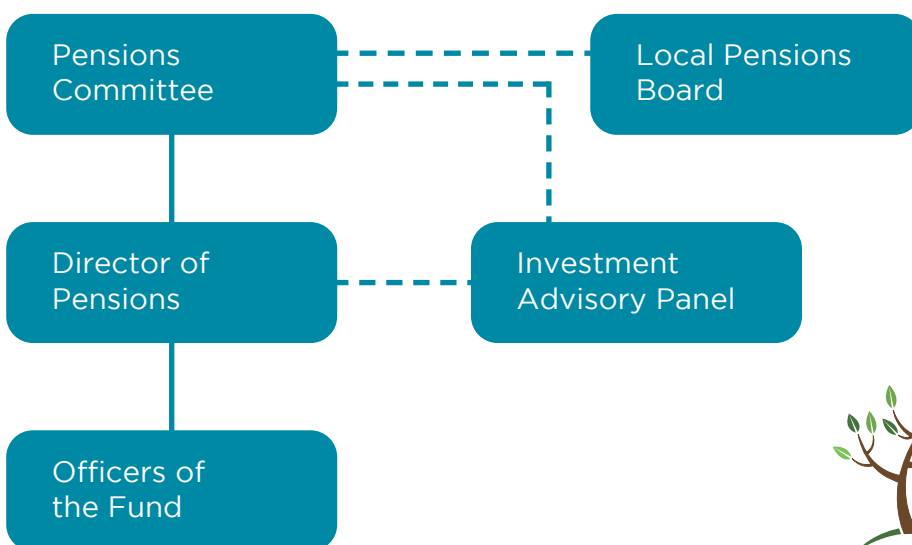 Pensions
Committee
Local Pensions
Board
Director of
Pensions
Investment
Advisory Panel
Officers of
the Fund